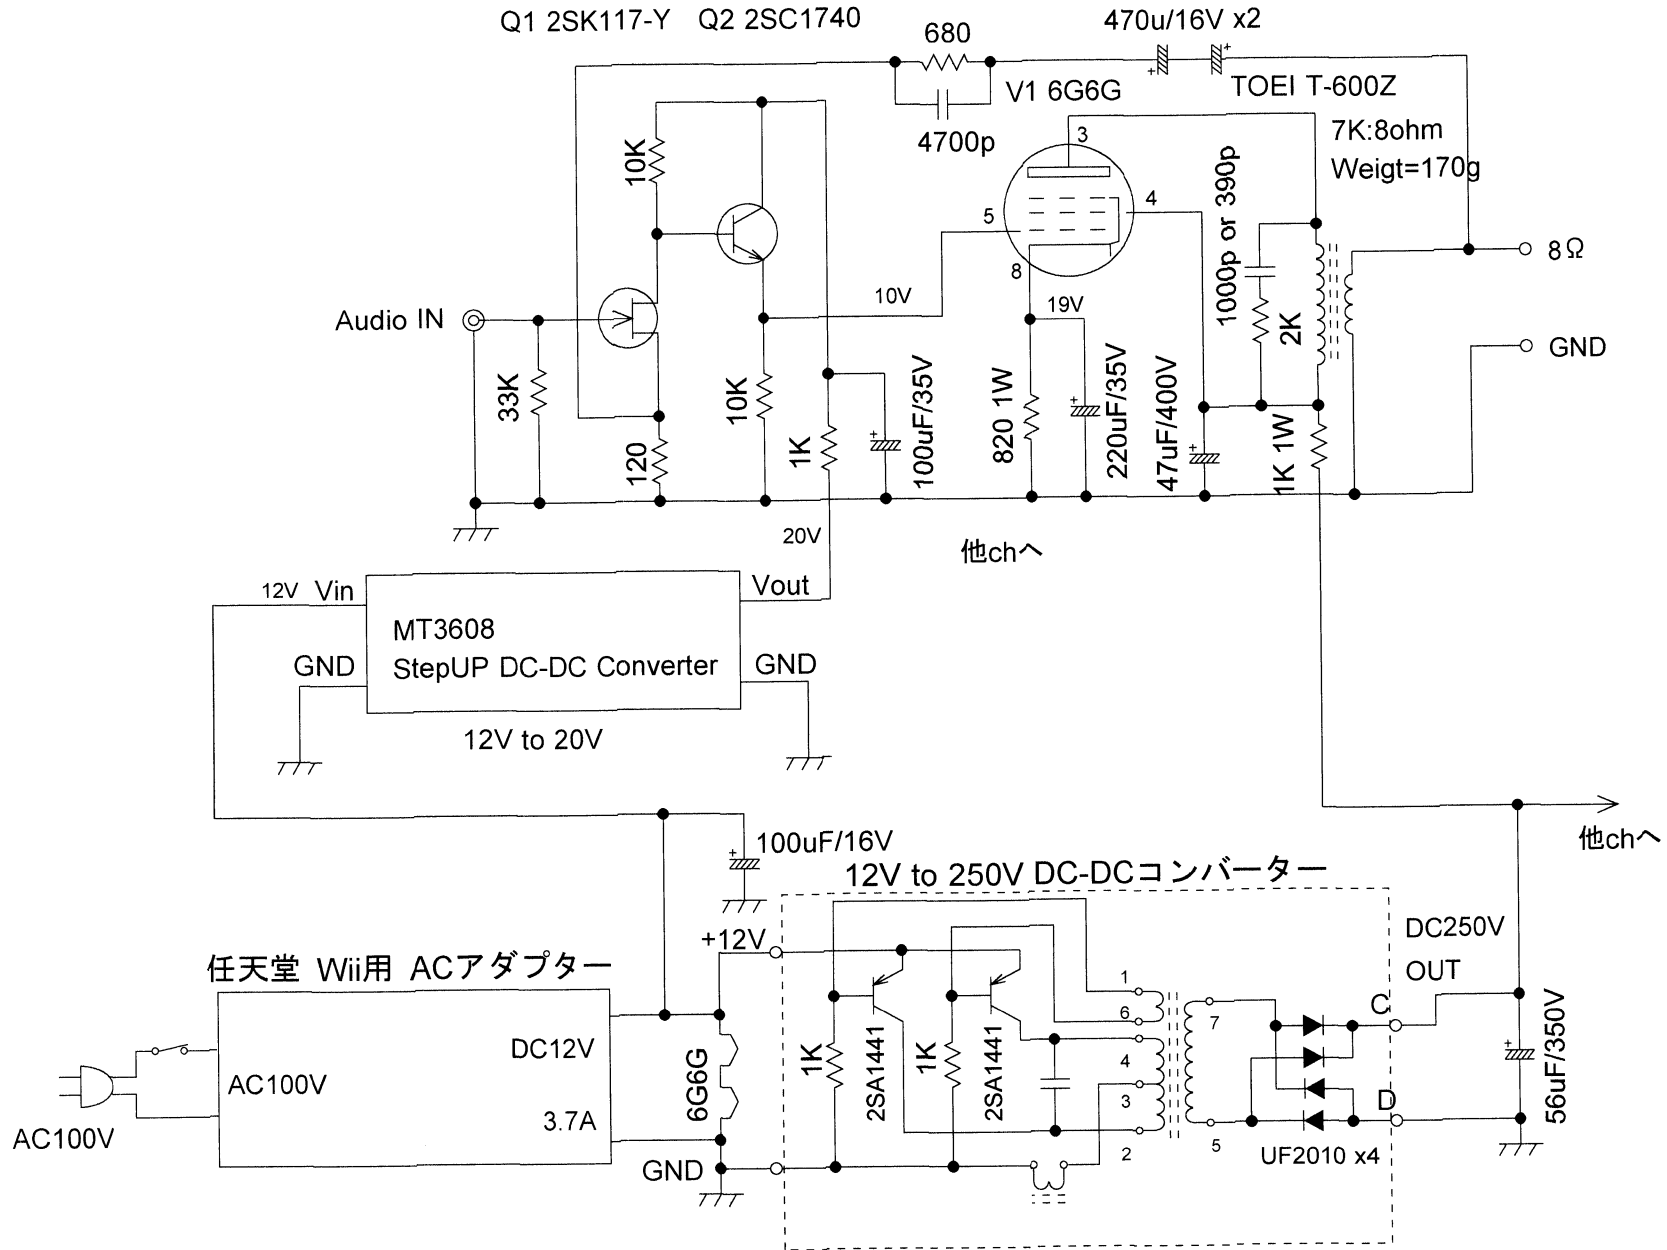 Q1 2SK117-Y Q2 2SC1740
470u/16V x2
680
V1 6G6G
TOEI T-600Z
4700p
7K:8ohm
Weigt=170g
3
10K
1000p or 390p
4
5
8
8Ω
10V
19V
Audio IN
2K
GND
33K
10K
120
1K
100uF/35V
820 1W
220uF/35V
47uF/400V
1K 1W
20V
他chへ
12V Vin
Vout
MT3608
GND
StepUP DC-DC Converter
GND
12V to 20V
他chへ
100uF/16V
12V to 250V DC-DCコンバーター
+12V
DC250V
OUT
任天堂 Wii用 ACアダプター
1
6
7
C
DC12V
1K
2SA1441
1K
2SA1441
4
3
AC100V
6G6G
56uF/350V
D
3.7A
AC100V
2
5
UF2010 x4
GND